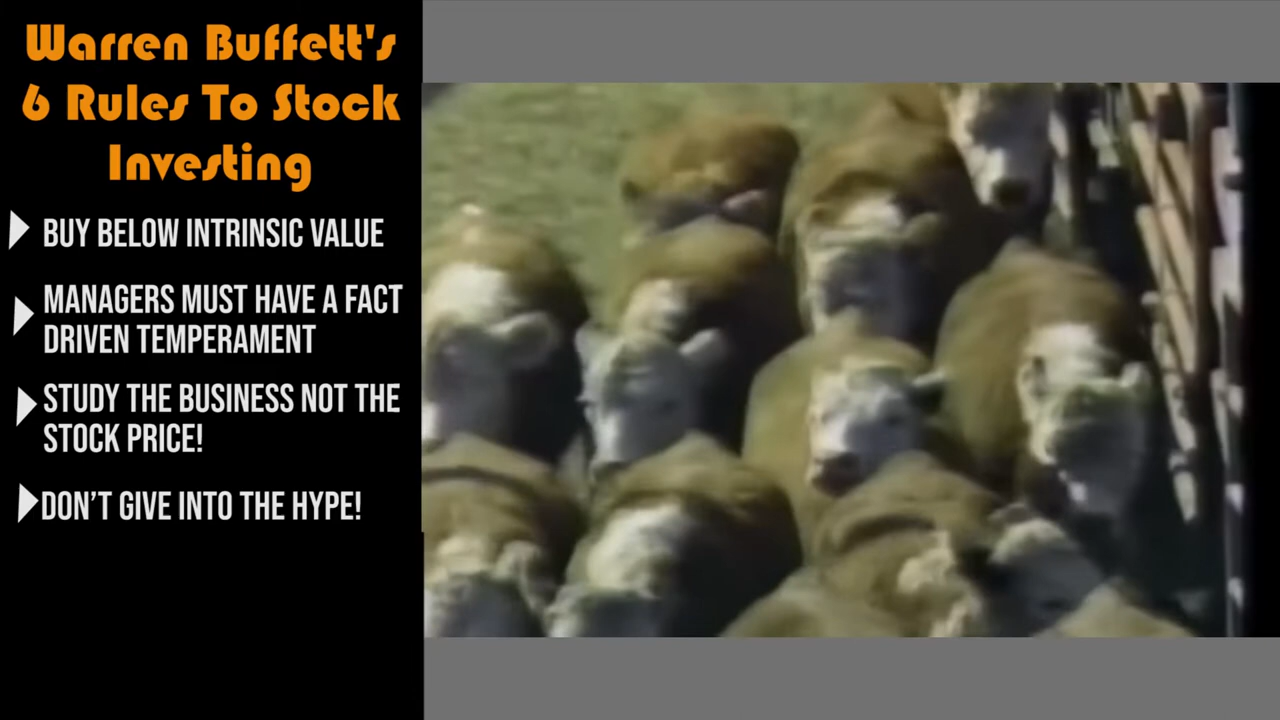 Warren Buffett's
6 Rules To Stock
Investing
BUY BELOW INTRINSIC VALUE
MANAGERS MUST HAVE A FACT
DRIVEN TEMPERAMENT
STUDY THE BUSINESS NOT THE
STOCK PRICE!
DON'T GIVE INTO THE HYPE!